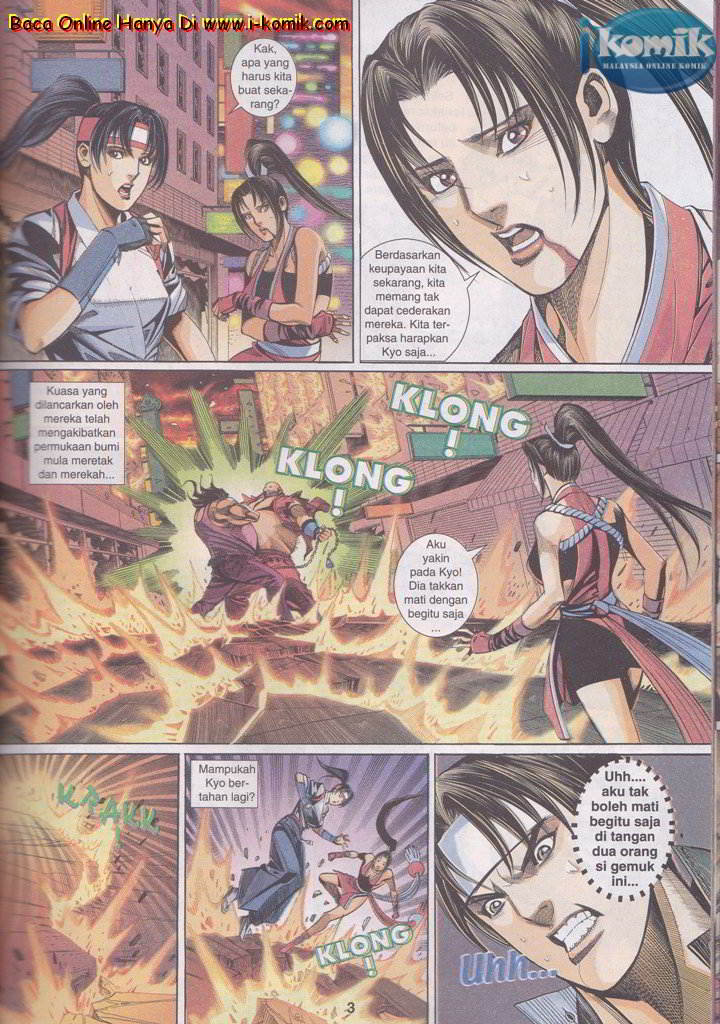 Baca Online Hanya Di www.i-komik.com
i komik
MALAYSIA ONLINE KOMIK
Kak,
apa yang
harus kita
buat seka-
rang?
Berdasarkan
keupayaan kita
sekarang, kita
memang tak
dapat cederakan
mereka. Kita ter-
paksa harapkan
Kyo saja...
Kuasa yang
dilancarkan oleh
mereka telah
mengakibatkan
permukaan bumi
mula meretak
dan merekah...
KLONG
!
KLONG
!
Aku
yakin
pada Kyo!
Dia takkan
mati dengan
begitu saja
...
KRAKK
!
Mampukah
Kyo ber-
tahan lagi?
KLONG
!
Uhh....
aku tak
boleh mati
begitu saja
di tangan
dua orang
si gemuk
ini...
Uhh...
3